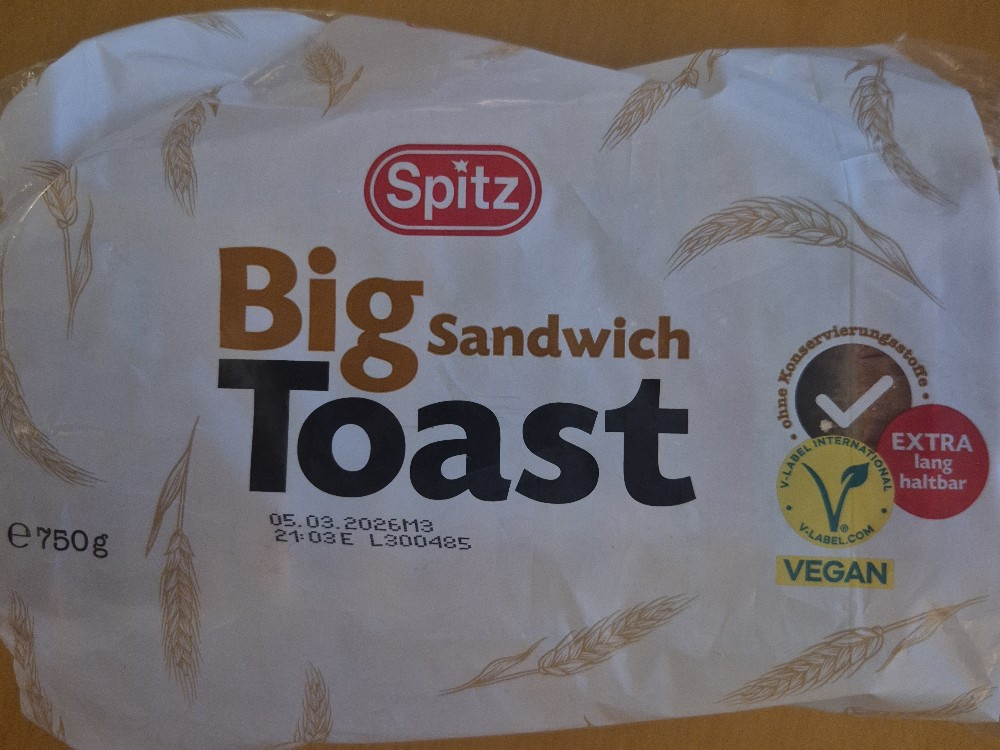 Spitz
Big Sandwich
Toast
05.03.2026M3
21:03E L300485
℮750g
ohne Konservierungsstoffe
EXTRA
lang
haltbar
V-LABEL INTERNATIONAL
V-LABEL.COM
VEGAN